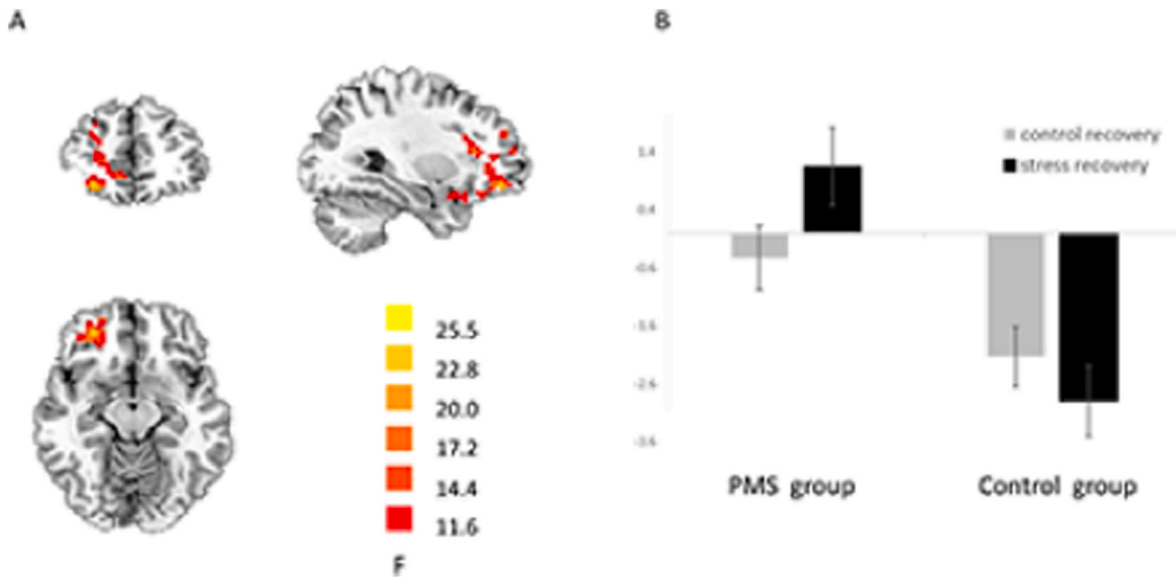 A
B
control recovery
stress recovery
1.4
0.4
-0.6
-1.6
-2.6
-3.6
25.5
22.8
20.0
17.2
14.4
11.6
F
PMS group
Control group